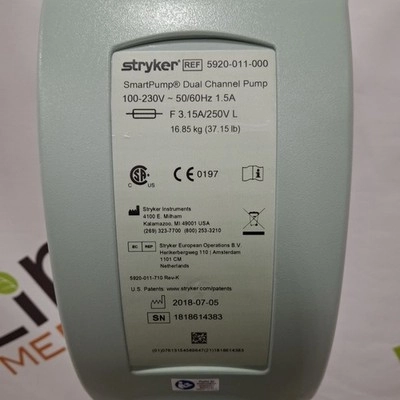 stryker® REF 5920-011-000
SmartPump® Dual Channel Pump
100-230V ~ 50/60Hz 1.5A
F 3.15A/250V L
16.85 kg (37.15 lb)
CSA
C US
CE 0197
Stryker Instruments
4100 E. Milham
Kalamazoo, MI 49001 USA
(269) 323-7700 (800) 253-3210
EC REP
Stryker European Operations B.V.
Herikerbergweg 110 | Amsterdam
1101 CM
Netherlands
5920-011-710 Rev-K
U.S. Patents: www.stryker.com/patents
2018-07-05
SN 1818614383
MED